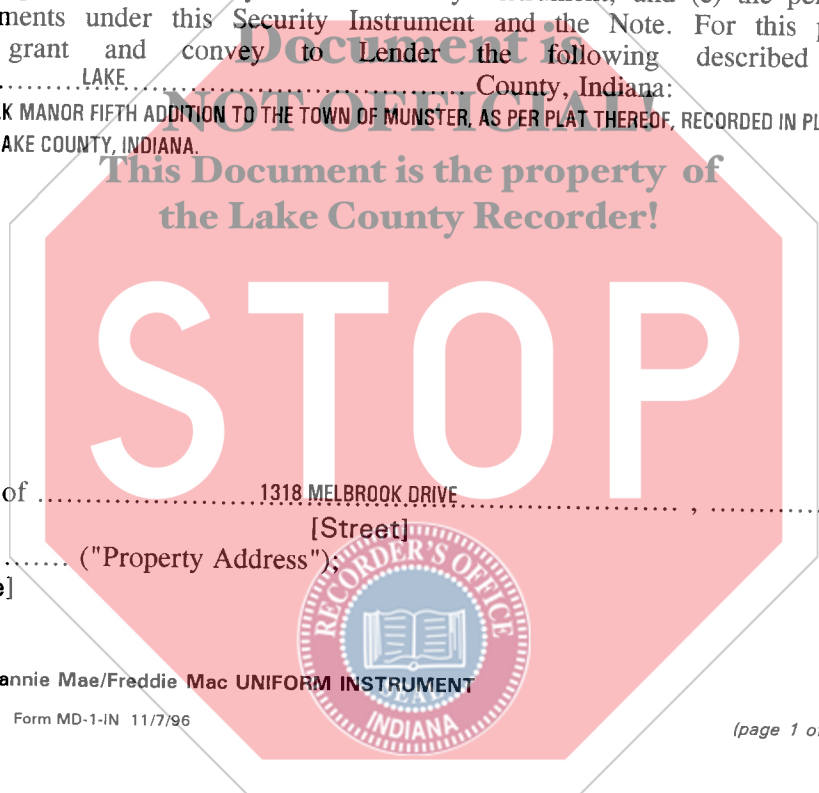 ments under this Security Instrument and the Note. For this
Document is
grant and convey to Lender the following described
LAKE County, Indiana:
NOT OFFICIAL!
K MANOR FIFTH ADDITION TO THE TOWN OF MUNSTER, AS PER PLAT THEREOF, RECORDED IN PL
AKE COUNTY, INDIANA.
This Document is the property of
the Lake County Recorder!
STOP
of 1318 MELBROOK DRIVE ,
[Street]
("Property Address");
e]
RECORDER'S OFFICE
SEAL
INDIANA
annie Mae/Freddie Mac UNIFORM INSTRUMENT
Form MD-1-IN 11/7/96
(page 1 of